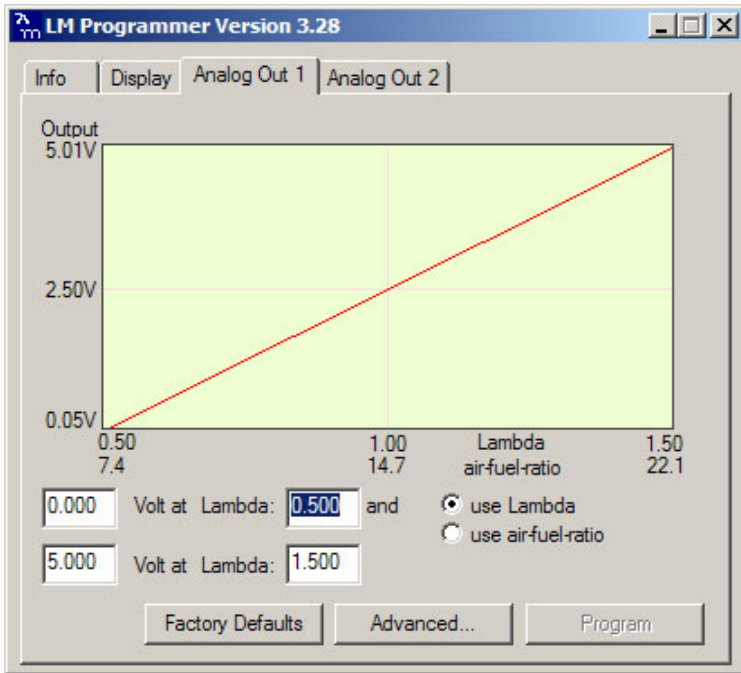 LM Programmer Version 3.28
Info Display Analog Out 1 Analog Out 2
Output
5.01V
2.50V
0.05V
0.50 1.00 Lambda 1.50
7.4 14.7 air-fuel-ratio 22.1
0.000 Volt at Lambda: 0.500 and use Lambda
use air-fuel-ratio
5.000 Volt at Lambda: 1.500
Factory Defaults Advanced... Program